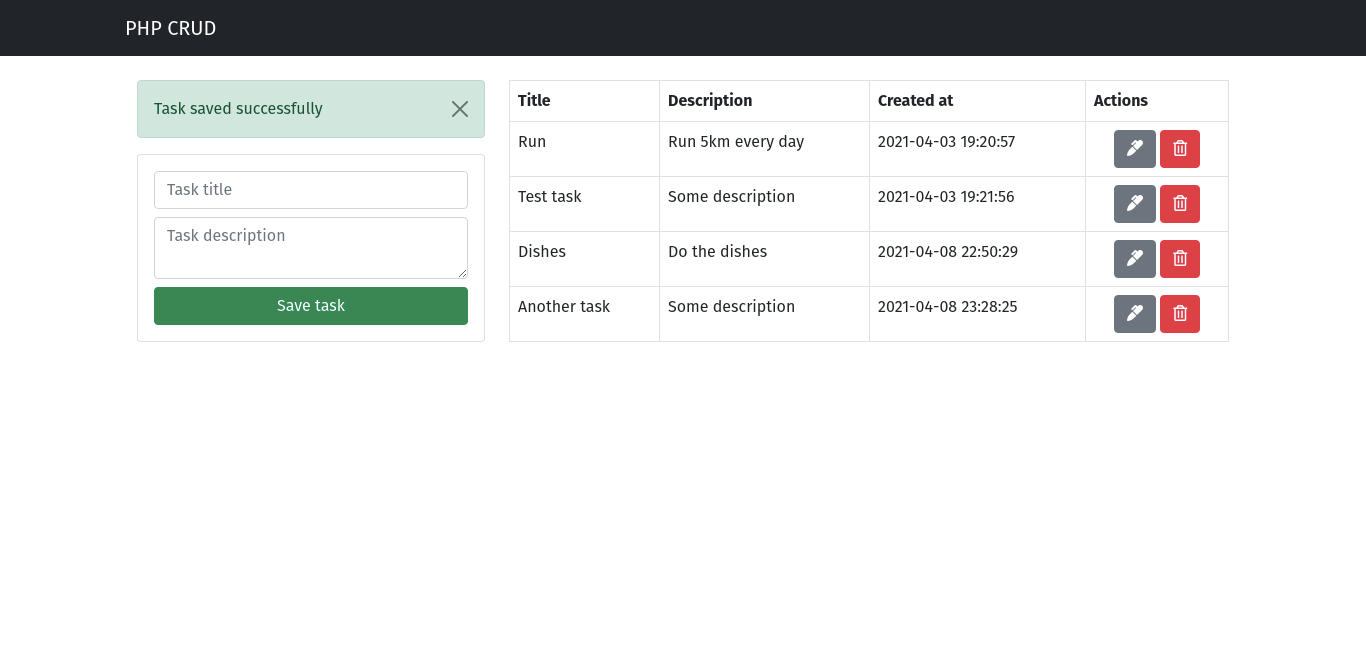 PHP CRUD
Task saved successfully
Task title
Task description
Save task
Title Description Created at Actions
Run Run 5km every day 2021-04-03 19:20:57
Test task Some description 2021-04-03 19:21:56
Dishes Do the dishes 2021-04-08 22:50:29
Another task Some description 2021-04-08 23:28:25